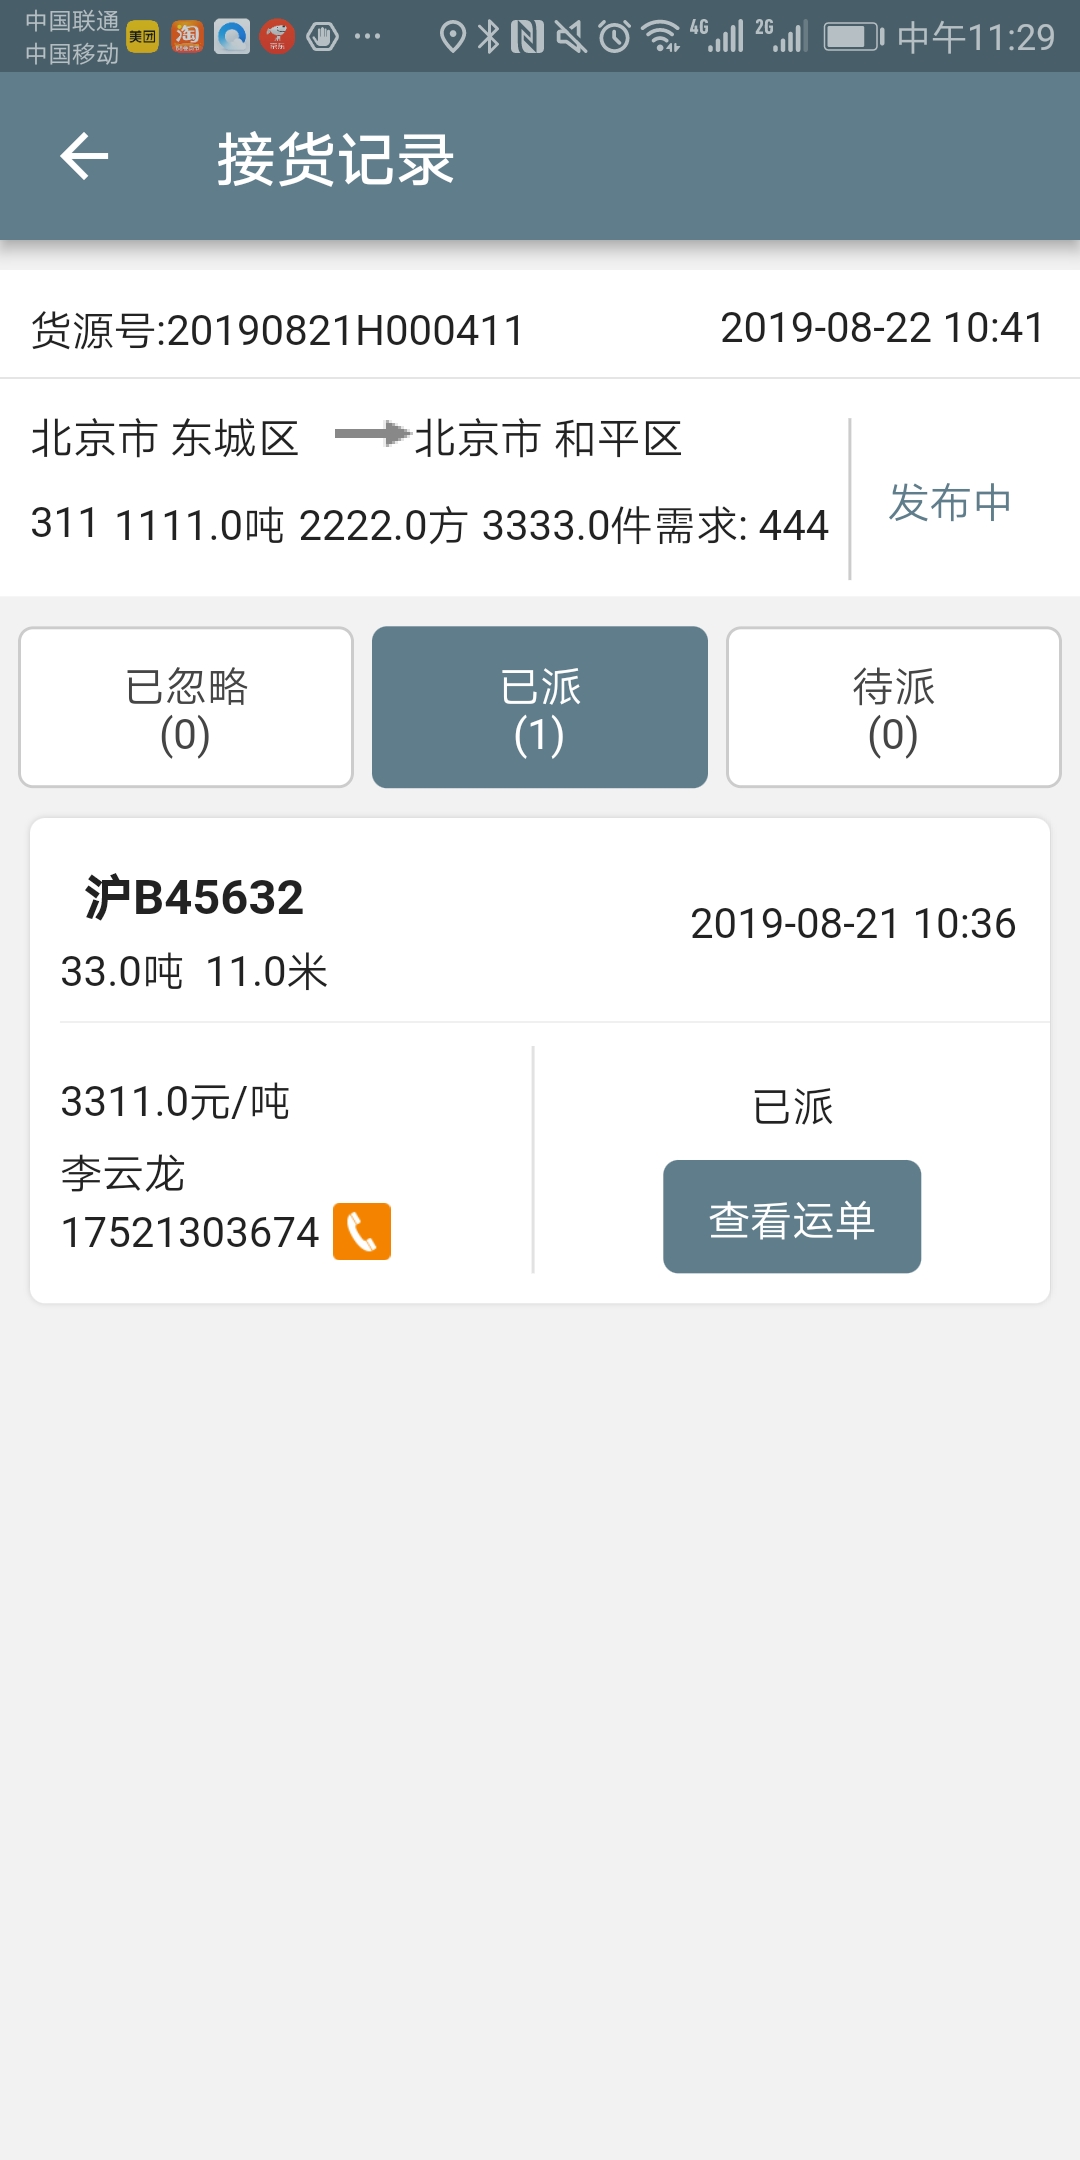 中国联通
中国移动
美团
淘
京东
4G
2G
中午11:29
接货记录
货源号:20190821H000411
2019-08-22 10:41
北京市 东城区
北京市 和平区
311 1111.0吨 2222.0方 3333.0件需求: 444
发布中
已忽略
(0)
已派
(1)
待派
(0)
沪B45632
2019-08-21 10:36
33.0吨 11.0米
3311.0元/吨
已派
李云龙
17521303674
查看运单